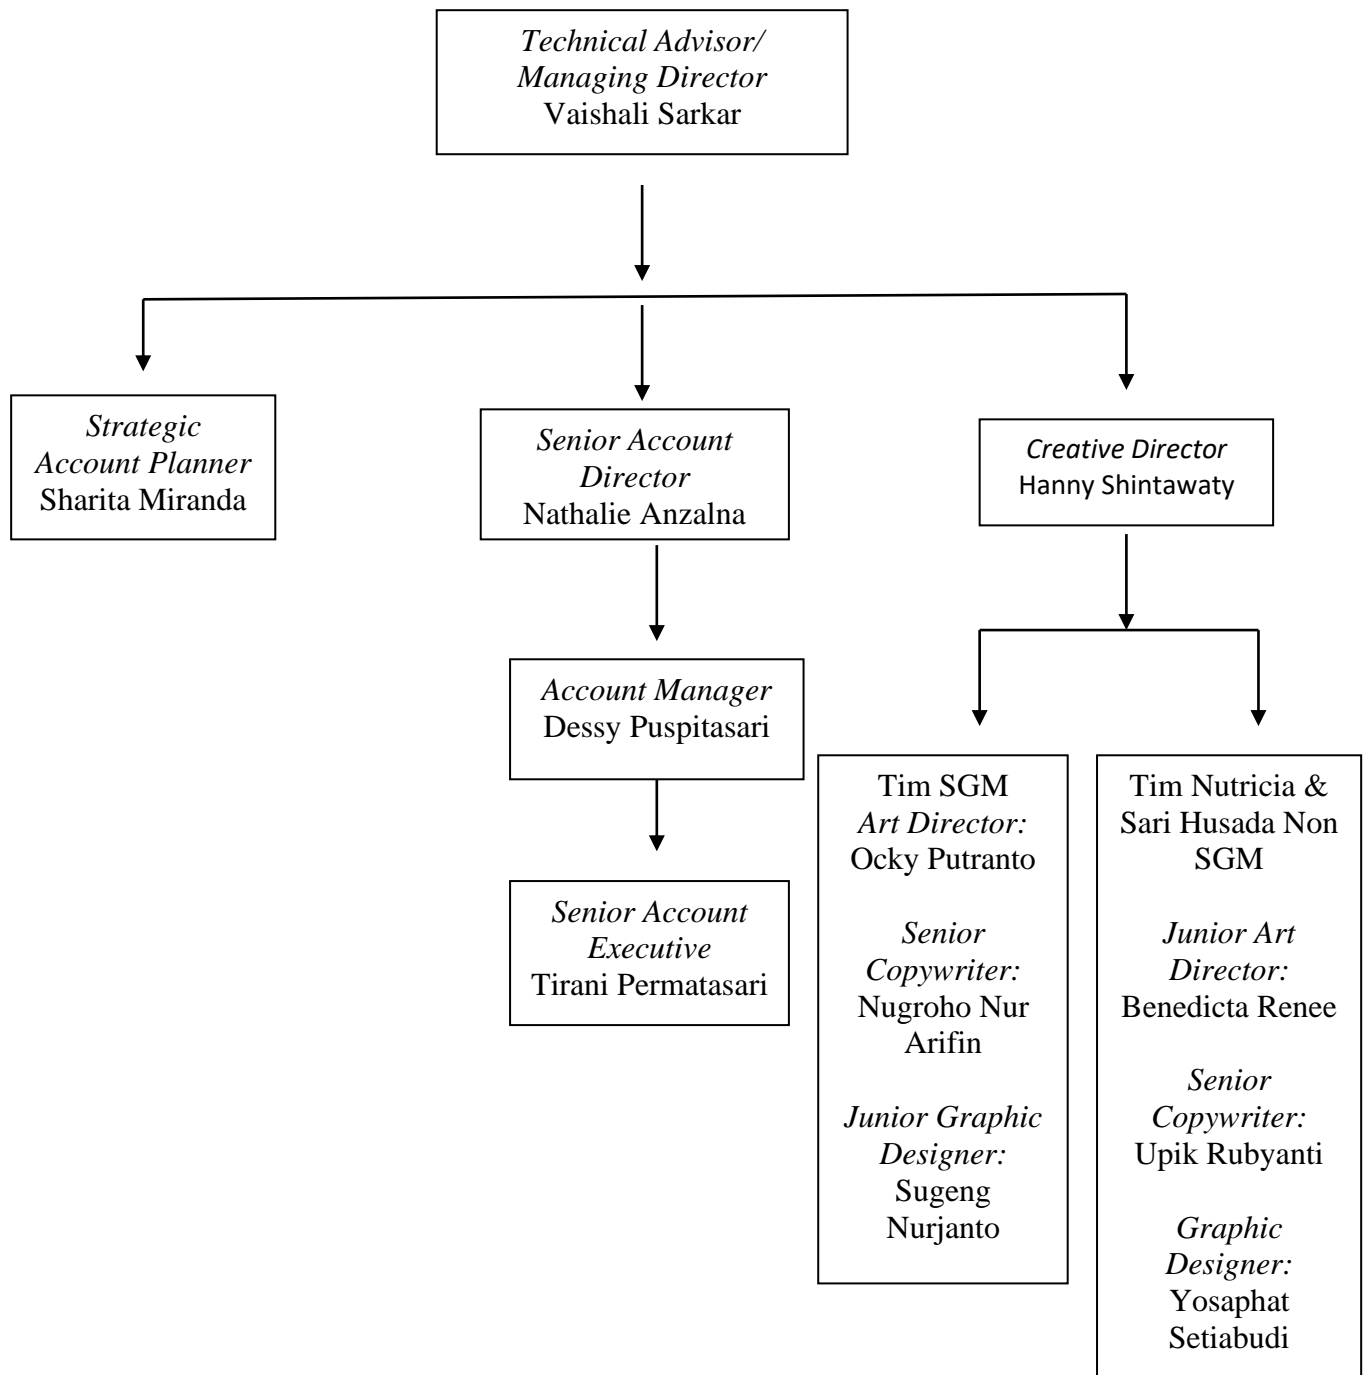 Technical Advisor/
Managing Director
Vaishali Sarkar
Strategic
Account Planner
Sharita Miranda
Senior Account
Director
Nathalie Anzalna
Creative Director
Hanny Shintawaty
Account Manager
Dessy Puspitasari
Senior Account
Executive
Tirani Permatasari
Tim SGM
Art Director:
Ocky Putranto
Senior
Copywriter:
Nugroho Nur
Arifin
Junior Graphic
Designer:
Sugeng
Nurjanto
Tim Nutricia &
Sari Husada Non
SGM
Junior Art
Director:
Benedicta Renee
Senior
Copywriter:
Upik Rubyanti
Graphic
Designer:
Yosaphat
Setiabudi